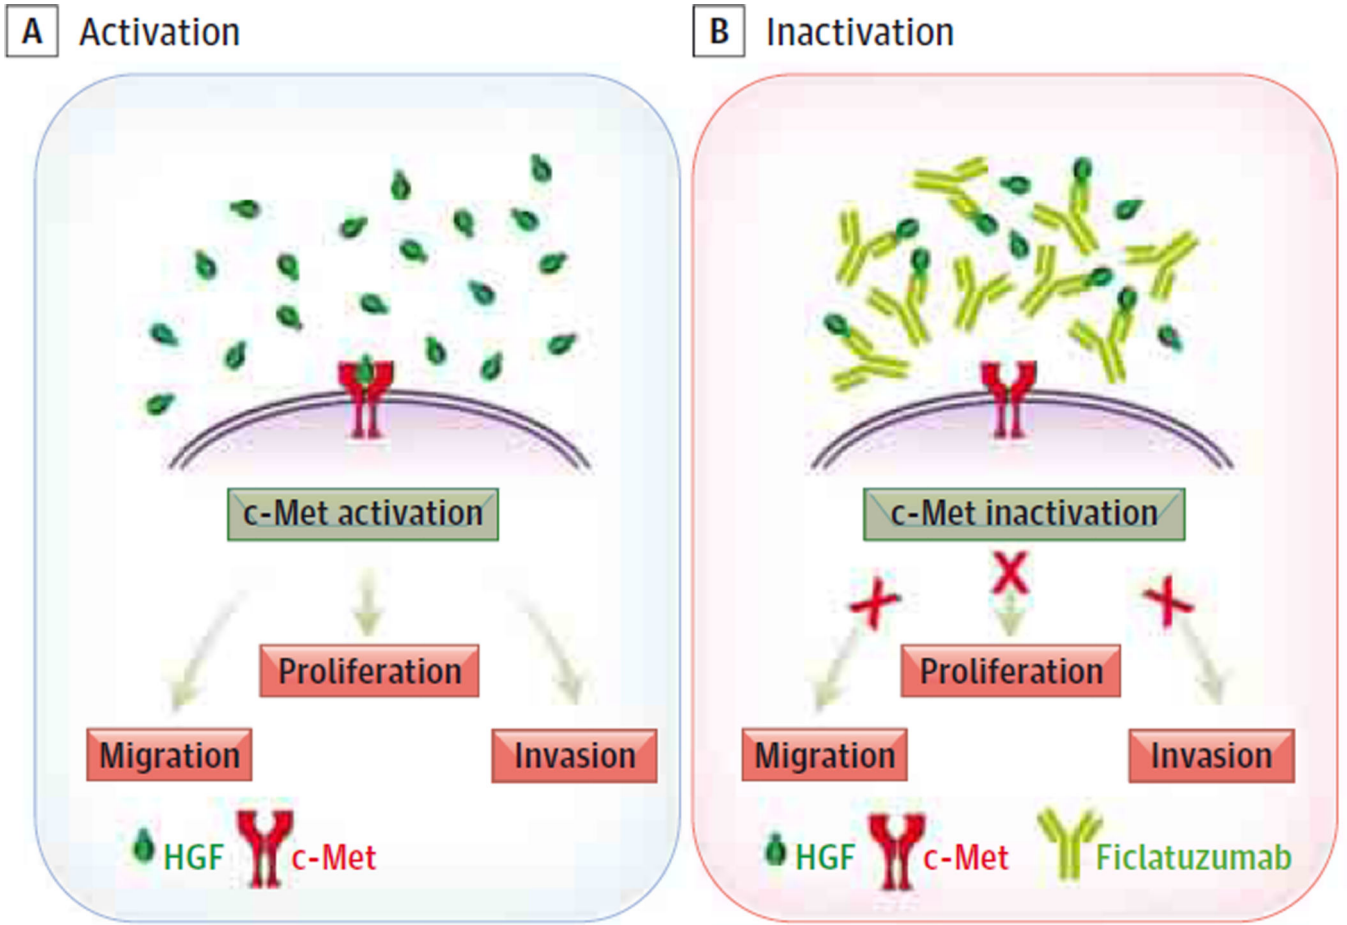 A Activation
c-Met activation
Proliferation
Migration
Invasion
HGF c-Met
B Inactivation
c-Met inactivation
X
Proliferation
Migration
Invasion
HGF c-Met Ficlatuzumab